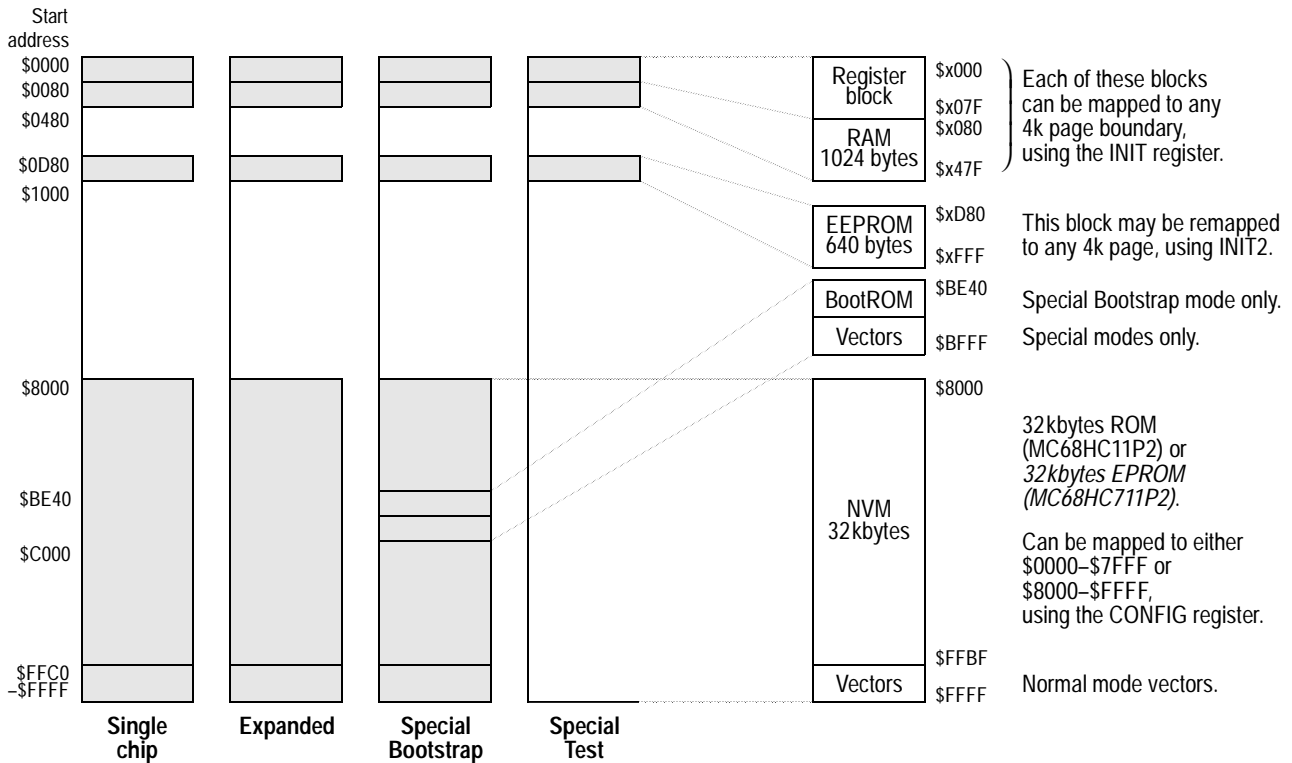 Start
address
$0000
$0080
$0480
$0D80
$1000
$8000
$BE40
$C000
$FFC0
–$FFFF
Single
chip
Expanded
Special
Bootstrap
Special
Test
Register
block
$x000
$x07F
RAM
1024 bytes
$x080
$x47F
Each of these blocks
can be mapped to any
4k page boundary,
using the INIT register.
EEPROM
640 bytes
$xD80
$xFFF
This block may be remapped
to any 4k page, using INIT2.
BootROM
$BE40
Special Bootstrap mode only.
Vectors
$BFFF
Special modes only.
$8000
NVM
32kbytes
32kbytes ROM
(MC68HC11P2) or
32kbytes EPROM
(MC68HC711P2).
Can be mapped to either
$0000–$7FFF or
$8000–$FFFF,
using the CONFIG register.
$FFBF
Vectors
$FFFF
Normal mode vectors.